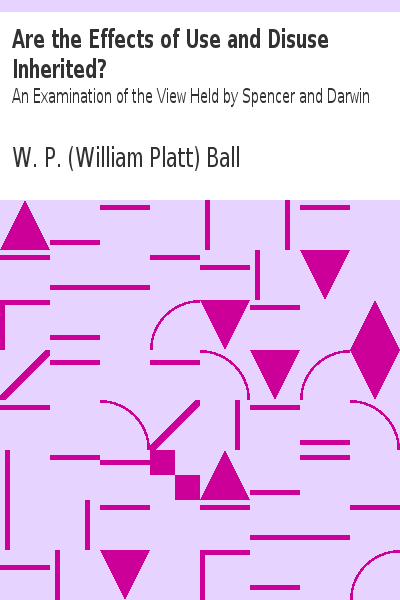 Are the Effects of Use and Disuse
Inherited?
An Examination of the View Held by Spencer and Darwin
W. P. (William Platt) Ball